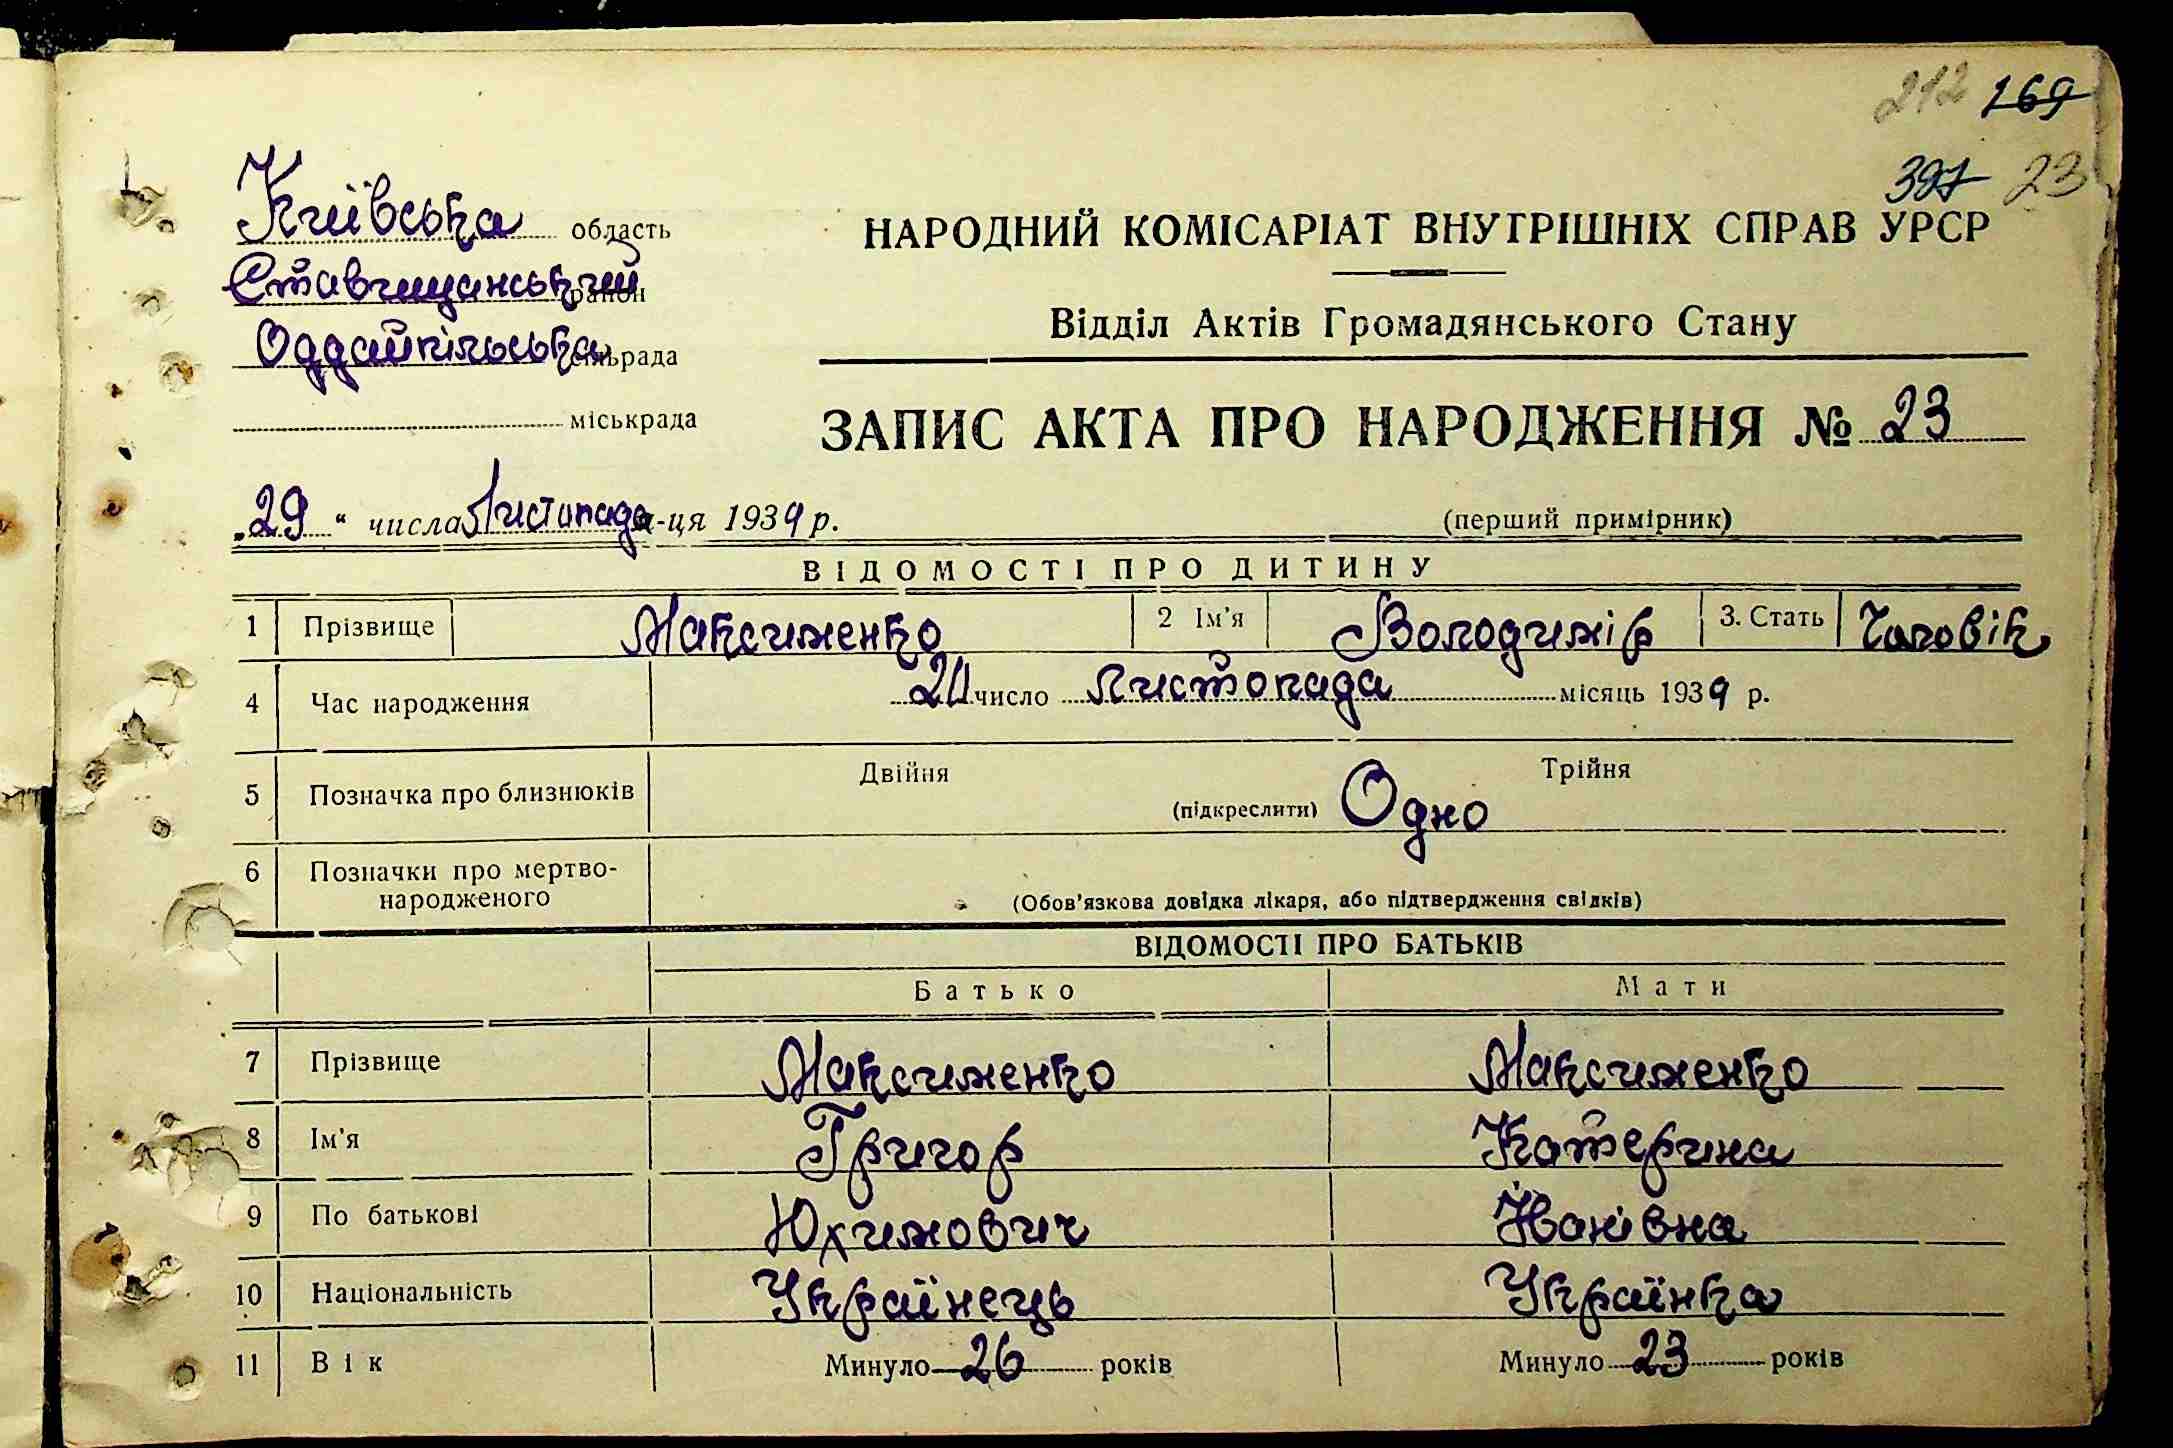 212 169
397 23
Київська область
Ставищанський район
Оддайпільська сільрада
міськрада
НАРОДНИЙ КОМІСАРІАТ ВНУТРІШНІХ СПРАВ УРСР
Відділ Актів Громадянського Стану
ЗАПИС АКТА ПРО НАРОДЖЕННЯ № 23
„29“ числа Листопада м-ця 1939 р.
(перший примірник)
ВІДОМОСТІ ПРО ДИТИНУ
1 Прізвище Максименко 2 Ім'я Володимір 3. Стать Чоловік
4 Час народження число Листопада місяць 1939 р.
5 Позначка про близнюків Двійня (підкреслити) Одно Трійня
6 Позначки про мертво-
народженого (Обов'язкова довідка лікаря, або підтвердження свідків)
ВІДОМОСТІ ПРО БАТЬКІВ
Батько Мати
7 Прізвище Максименко Максименко
8 Ім'я Григор Катерина
9 По батькові Юхимович Іванівна
10 Національність Українець Українка
11 Вік Минуло 26 років Минуло 23 років